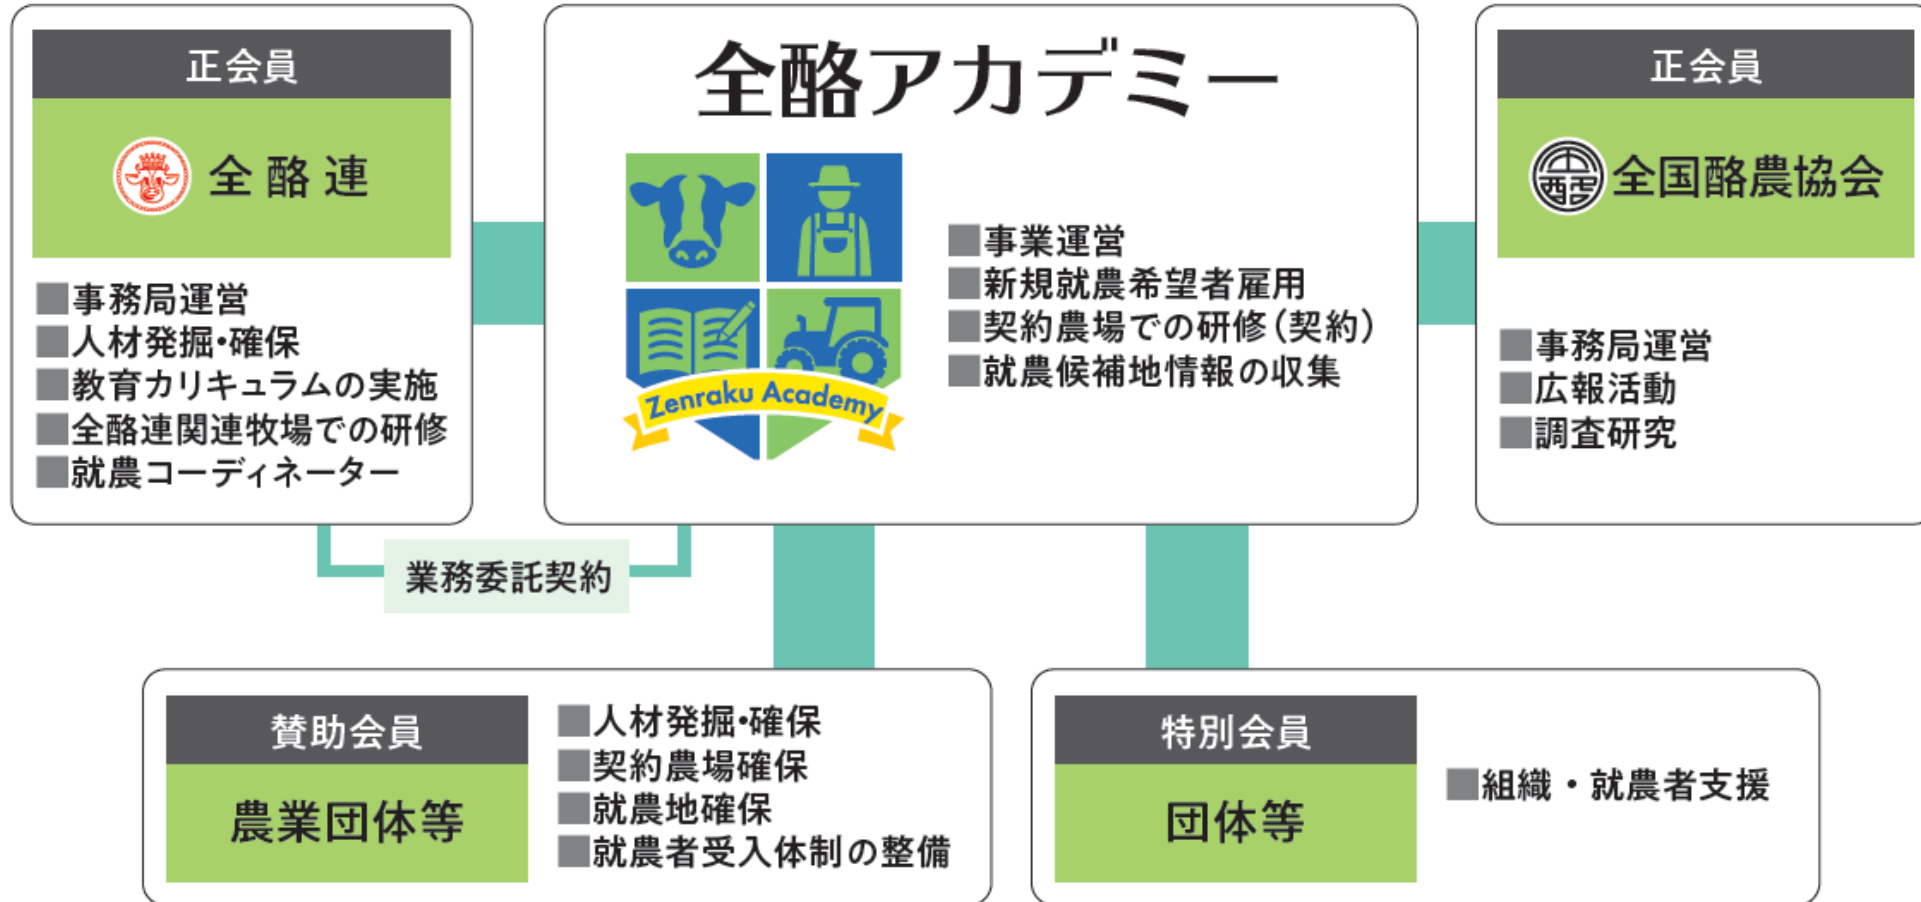 正会員
全酪連
■事務局運営
■人材発掘・確保
■教育カリキュラムの実施
■全酪連関連牧場での研修
■就農コーディネーター
全酪アカデミー
Zenraku Academy
■事業運営
■新規就農希望者雇用
■契約農場での研修（契約）
■就農候補地情報の収集
正会員
全国酪農協会
■事務局運営
■広報活動
■調査研究
業務委託契約
賛助会員
農業団体等
■人材発掘・確保
■契約農場確保
■就農地確保
■就農者受入体制の整備
特別会員
団体等
■組織・就農者支援